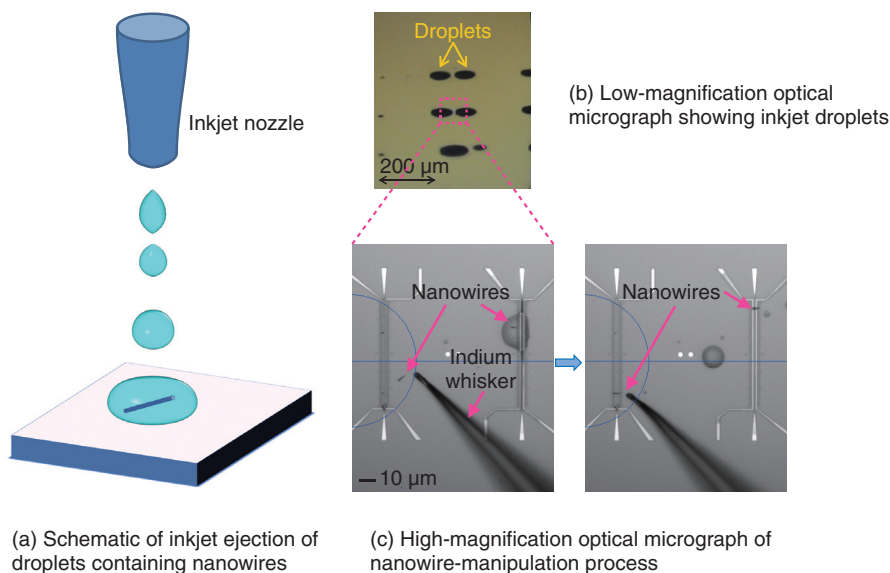 Droplets
Inkjet nozzle
(b) Low-magnification optical
micrograph showing inkjet droplets
200 µm
Nanowires
Indium
whisker
10 µm
Nanowires
(a) Schematic of inkjet ejection of
droplets containing nanowires
(c) High-magnification optical micrograph of
nanowire-manipulation process